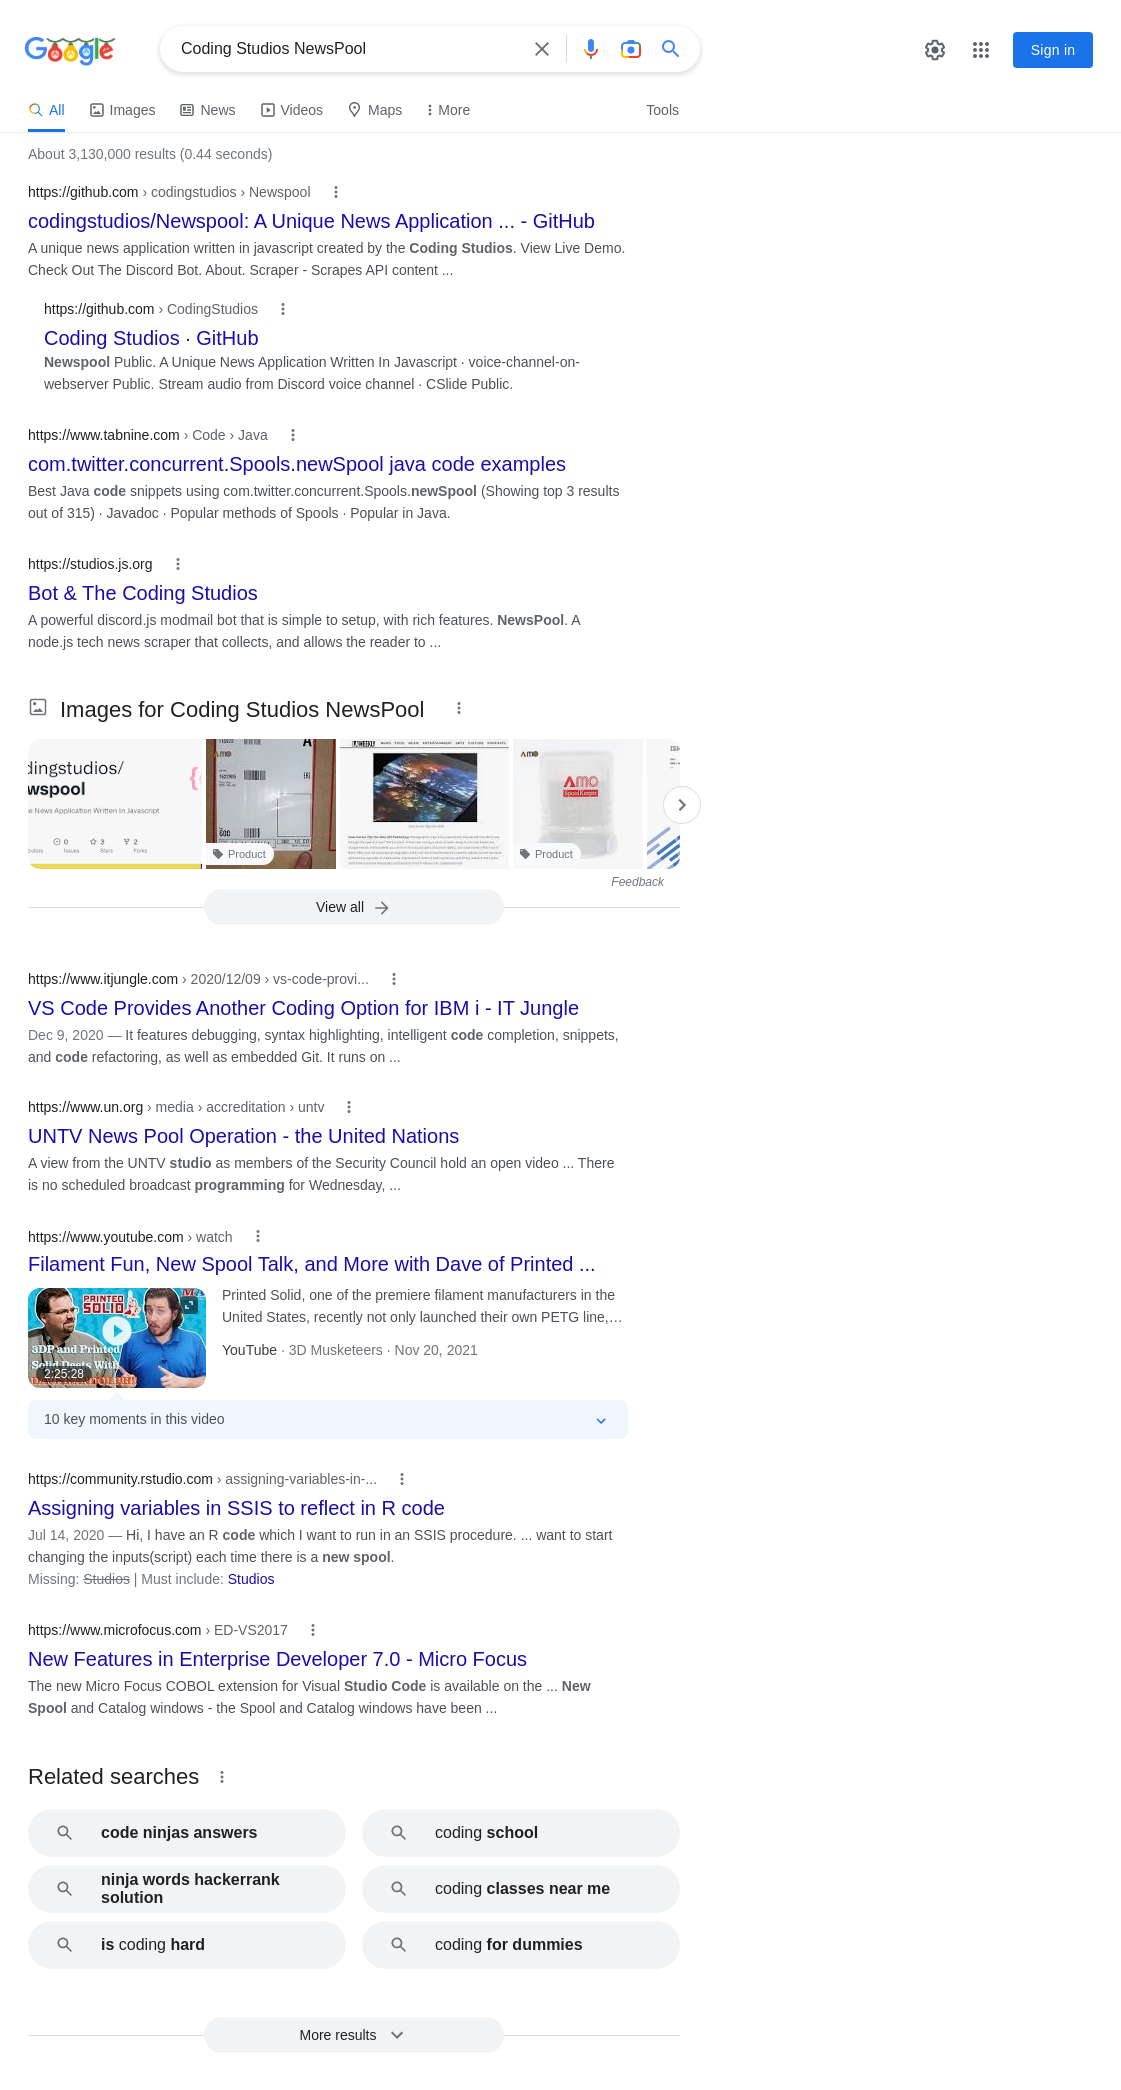 Google
Coding Studios NewsPool
Sign in
All
Images
News
Videos
Maps
More
Tools
About 3,130,000 results (0.44 seconds)
https://github.com › codingstudios › Newspool
codingstudios/Newspool: A Unique News Application ... - GitHub
A unique news application written in javascript created by the Coding Studios. View Live Demo.
Check Out The Discord Bot. About. Scraper - Scrapes API content ...
https://github.com › CodingStudios
Coding Studios · GitHub
Newspool Public. A Unique News Application Written In Javascript · voice-channel-on-
webserver Public. Stream audio from Discord voice channel · CSlide Public.
https://www.tabnine.com › Code › Java
com.twitter.concurrent.Spools.newSpool java code examples
Best Java code snippets using com.twitter.concurrent.Spools.newSpool (Showing top 3 results
out of 315) · Javadoc · Popular methods of Spools · Popular in Java.
https://studios.js.org
Bot & The Coding Studios
A powerful discord.js modmail bot that is simple to setup, with rich features. NewsPool. A
node.js tech news scraper that collects, and allows the reader to ...
Images for Coding Studios NewsPool
dingstudios/
wspool
e News Application Written In Javascript
0
3
2
Issues
Stars
Forks
AMO
Product
AMO
AMO
SpoolKeeper
Product
Feedback
View all
https://www.itjungle.com › 2020/12/09 › vs-code-provi...
VS Code Provides Another Coding Option for IBM i - IT Jungle
Dec 9, 2020 — It features debugging, syntax highlighting, intelligent code completion, snippets,
and code refactoring, as well as embedded Git. It runs on ...
https://www.un.org › media › accreditation › untv
UNTV News Pool Operation - the United Nations
A view from the UNTV studio as members of the Security Council hold an open video ... There
is no scheduled broadcast programming for Wednesday, ...
https://www.youtube.com › watch
Filament Fun, New Spool Talk, and More with Dave of Printed ...
PRINTED
SOLID
3DP and Printed
Solid Deets With
2:25:28
Printed Solid, one of the premiere filament manufacturers in the
United States, recently not only launched their own PETG line,…
YouTube · 3D Musketeers · Nov 20, 2021
10 key moments in this video
https://community.rstudio.com › assigning-variables-in-...
Assigning variables in SSIS to reflect in R code
Jul 14, 2020 — Hi, I have an R code which I want to run in an SSIS procedure. ... want to start
changing the inputs(script) each time there is a new spool.
Missing: Studios | Must include: Studios
https://www.microfocus.com › ED-VS2017
New Features in Enterprise Developer 7.0 - Micro Focus
The new Micro Focus COBOL extension for Visual Studio Code is available on the ... New
Spool and Catalog windows - the Spool and Catalog windows have been ...
Related searches
code ninjas answers
coding school
ninja words hackerrank
solution
coding classes near me
is coding hard
coding for dummies
More results